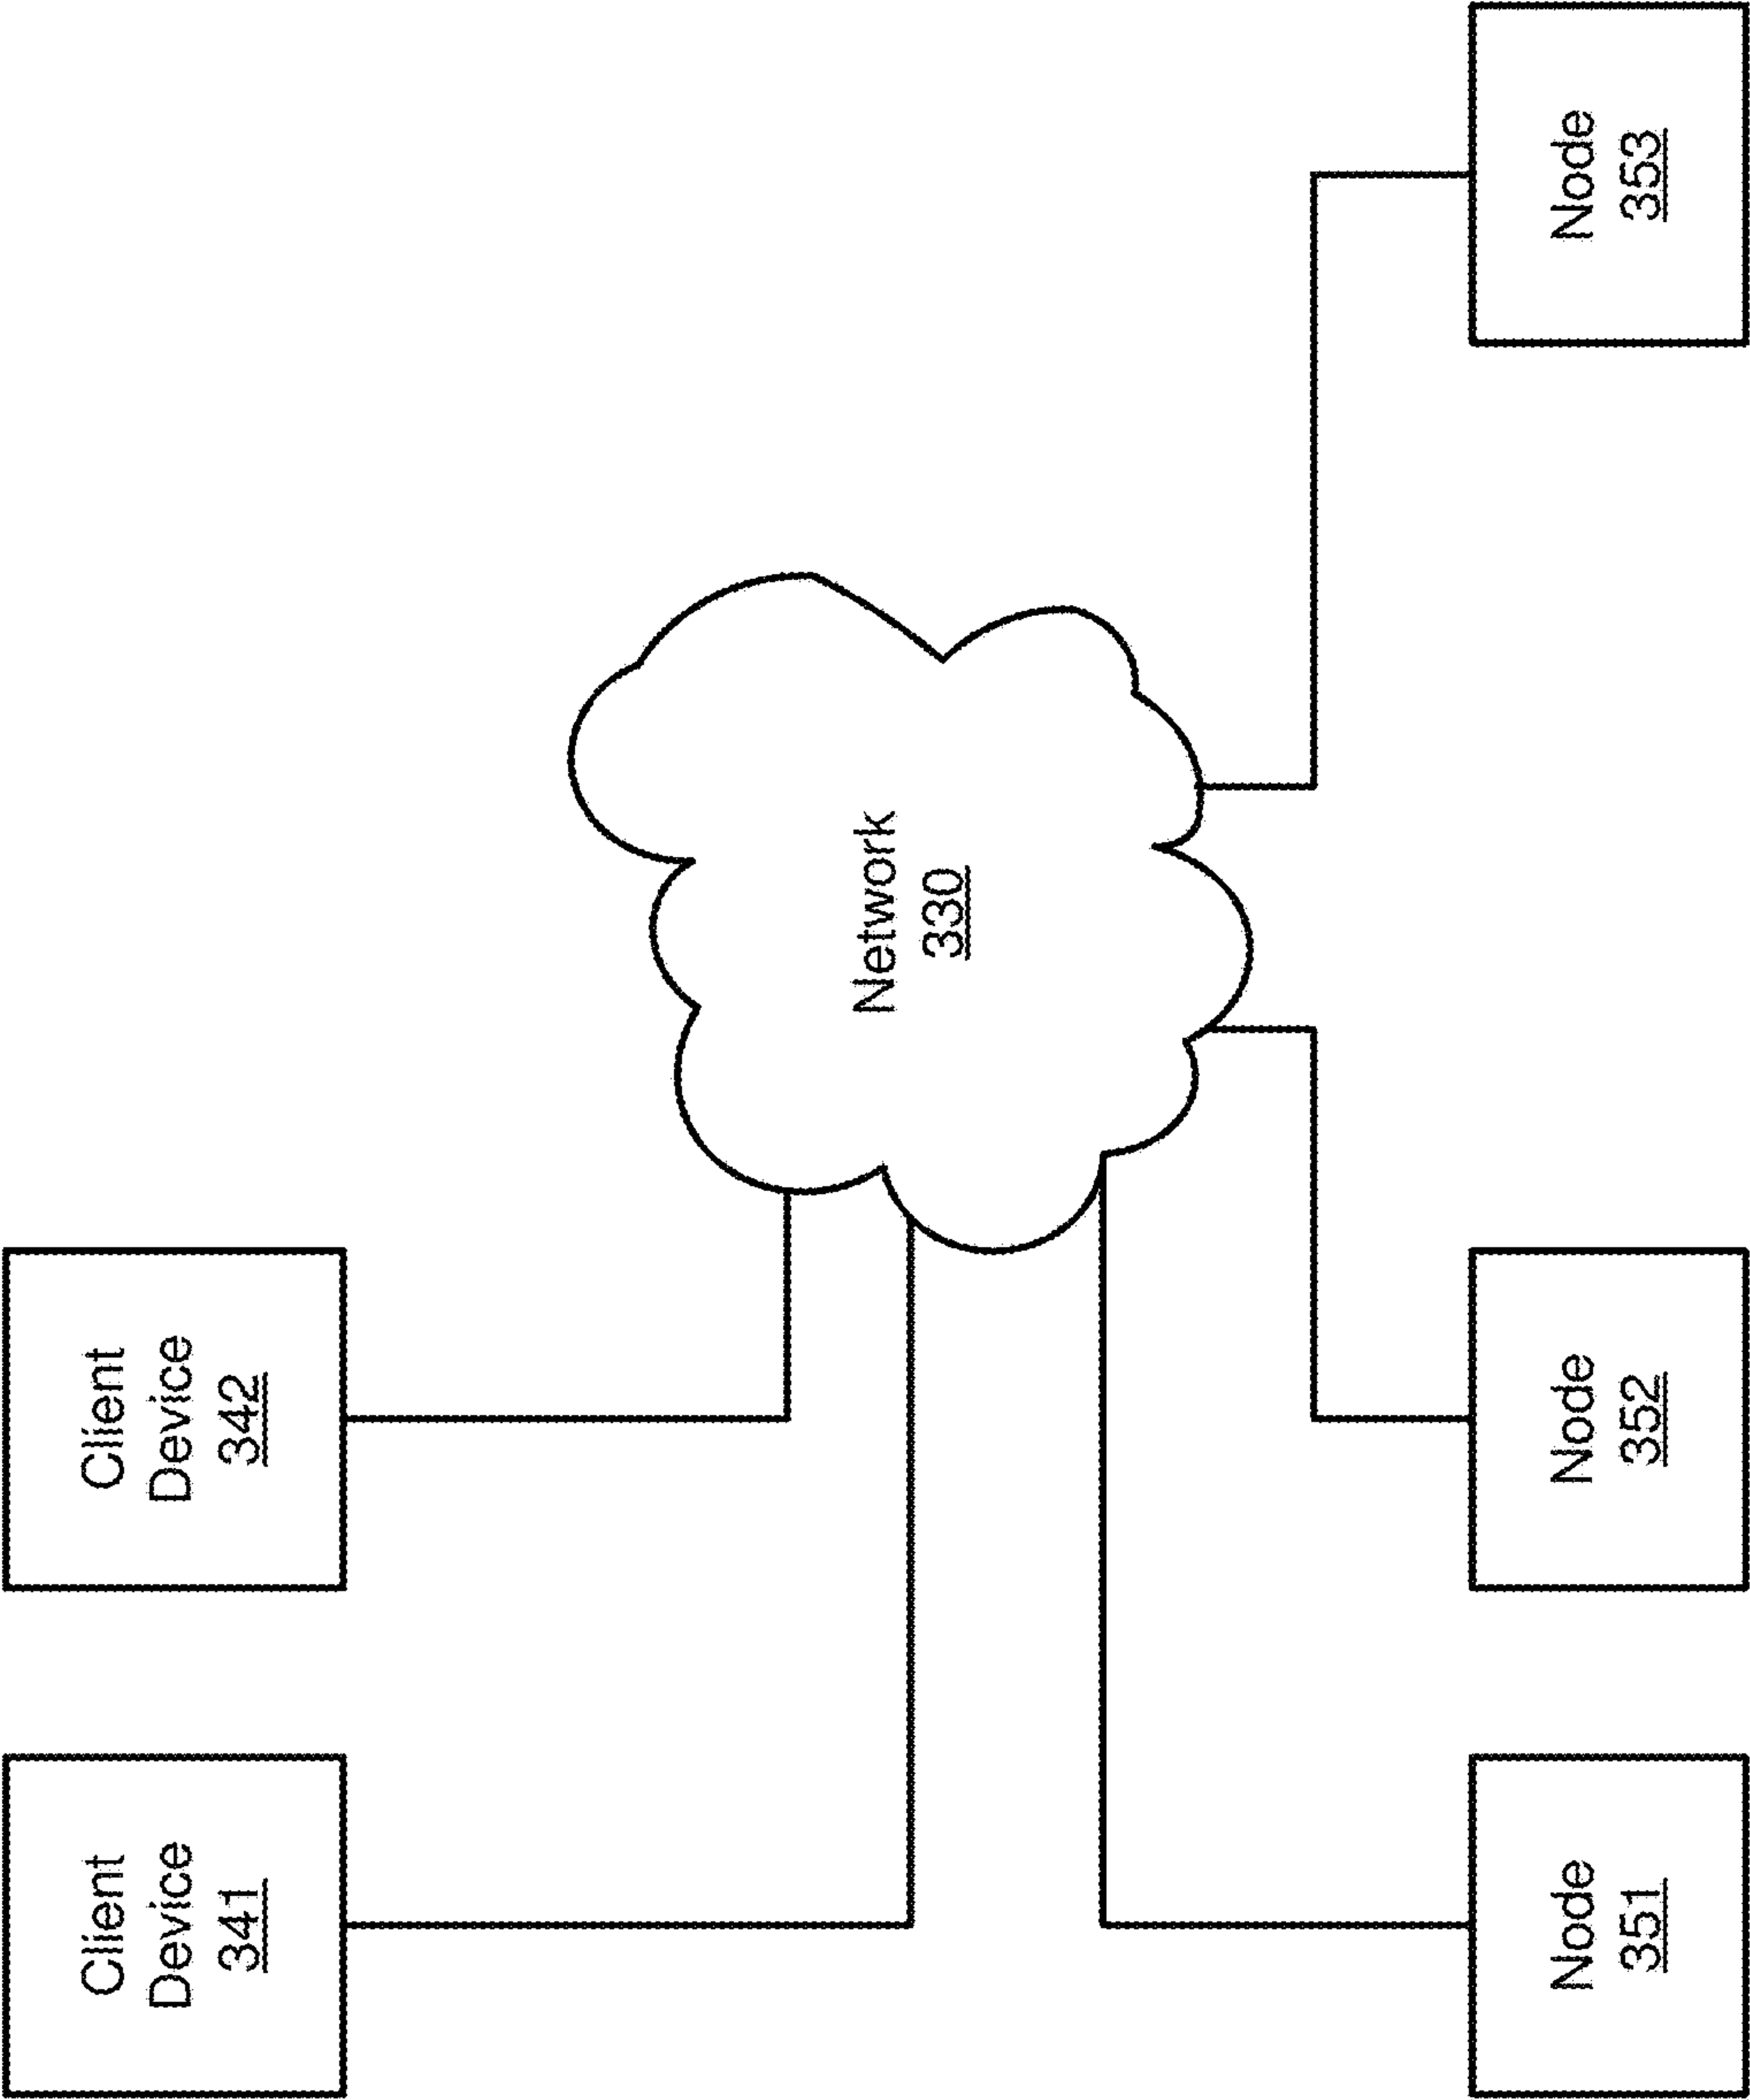 Client
Device
341
Client
Device
342
Network
330
Node
351
Node
352
Node
353